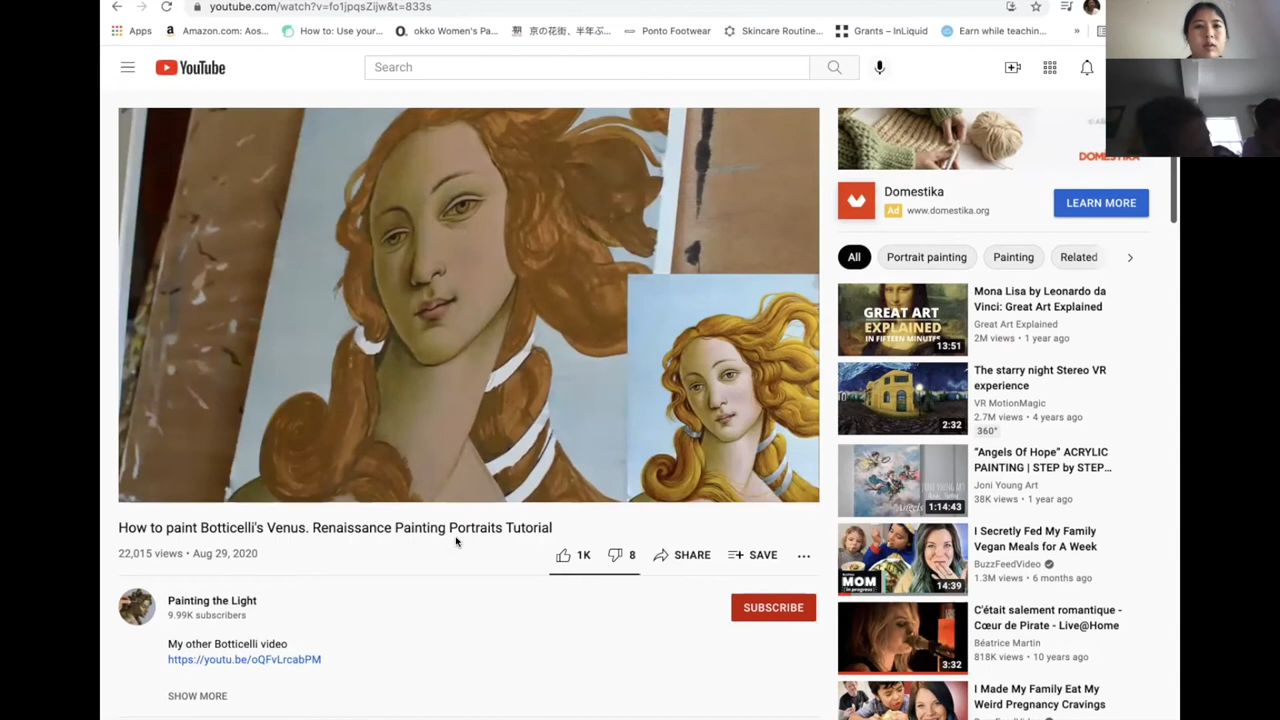 youtube.com/watch?v=fo1jpqsZijw&t=833s
Apps
Amazon.com: Aos...
How to: Use your...
okko Women's Pa...
京の花街、半年ぶ...
Ponto Footwear
Skincare Routine...
Grants – InLiquid
Earn while teachin...
»
YouTube
Search
DOMESTIKA
Domestika
Ad www.domestika.org
LEARN MORE
All
Portrait painting
Painting
Related
GREAT ART
EXPLAINED
IN FIFTEEN MINUTES
13:51
Mona Lisa by Leonardo da
Vinci: Great Art Explained
Great Art Explained
2M views • 1 year ago
2:32
The starry night Stereo VR
experience
VR MotionMagic
2.7M views • 4 years ago
360°
JONI YOUNG ART
Angels
1:14:43
“Angels Of Hope” ACRYLIC
PAINTING | STEP by STEP...
Joni Young Art
38K views • 1 year ago
MOM
14:39
I Secretly Fed My Family
Vegan Meals for A Week
BuzzFeedVideo
1.3M views • 6 months ago
3:32
C'était salement romantique -
Cœur de Pirate - Live@Home
Béatrice Martin
818K views • 10 years ago
I Made My Family Eat My
Weird Pregnancy Cravings
How to paint Botticelli's Venus. Renaissance Painting Portraits Tutorial
22,015 views • Aug 29, 2020
1K
8
SHARE
SAVE
Painting the Light
9.99K subscribers
SUBSCRIBE
My other Botticelli video
https://youtu.be/oQFvLrcabPM
SHOW MORE